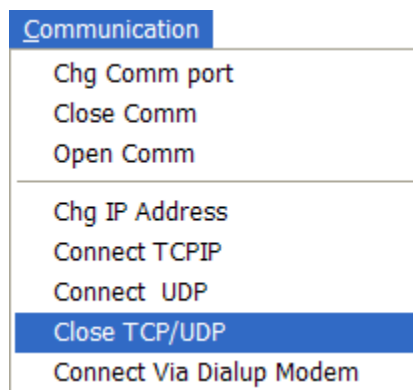 Communication
Chg Comm port
Close Comm
Open Comm
Chg IP Address
Connect TCPIP
Connect  UDP
Close TCP/UDP
Connect Via Dialup Modem